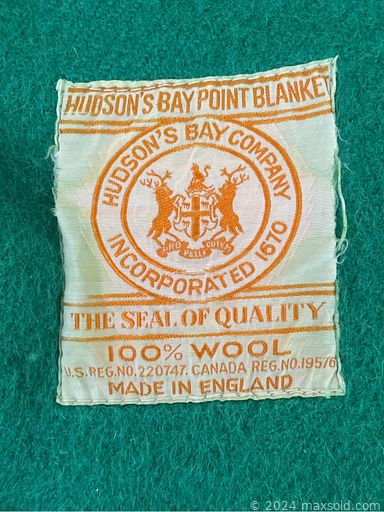 HUDSON'S BAY POINT BLANKET
HUDSON'S BAY COMPANY
PRO PELLE CUTEM
INCORPORATED 1670
THE SEAL OF QUALITY
100% WOOL
U.S. REG. NO. 220747. CANADA REG. NO. 19576
MADE IN ENGLAND
© 2024 maxsold.com